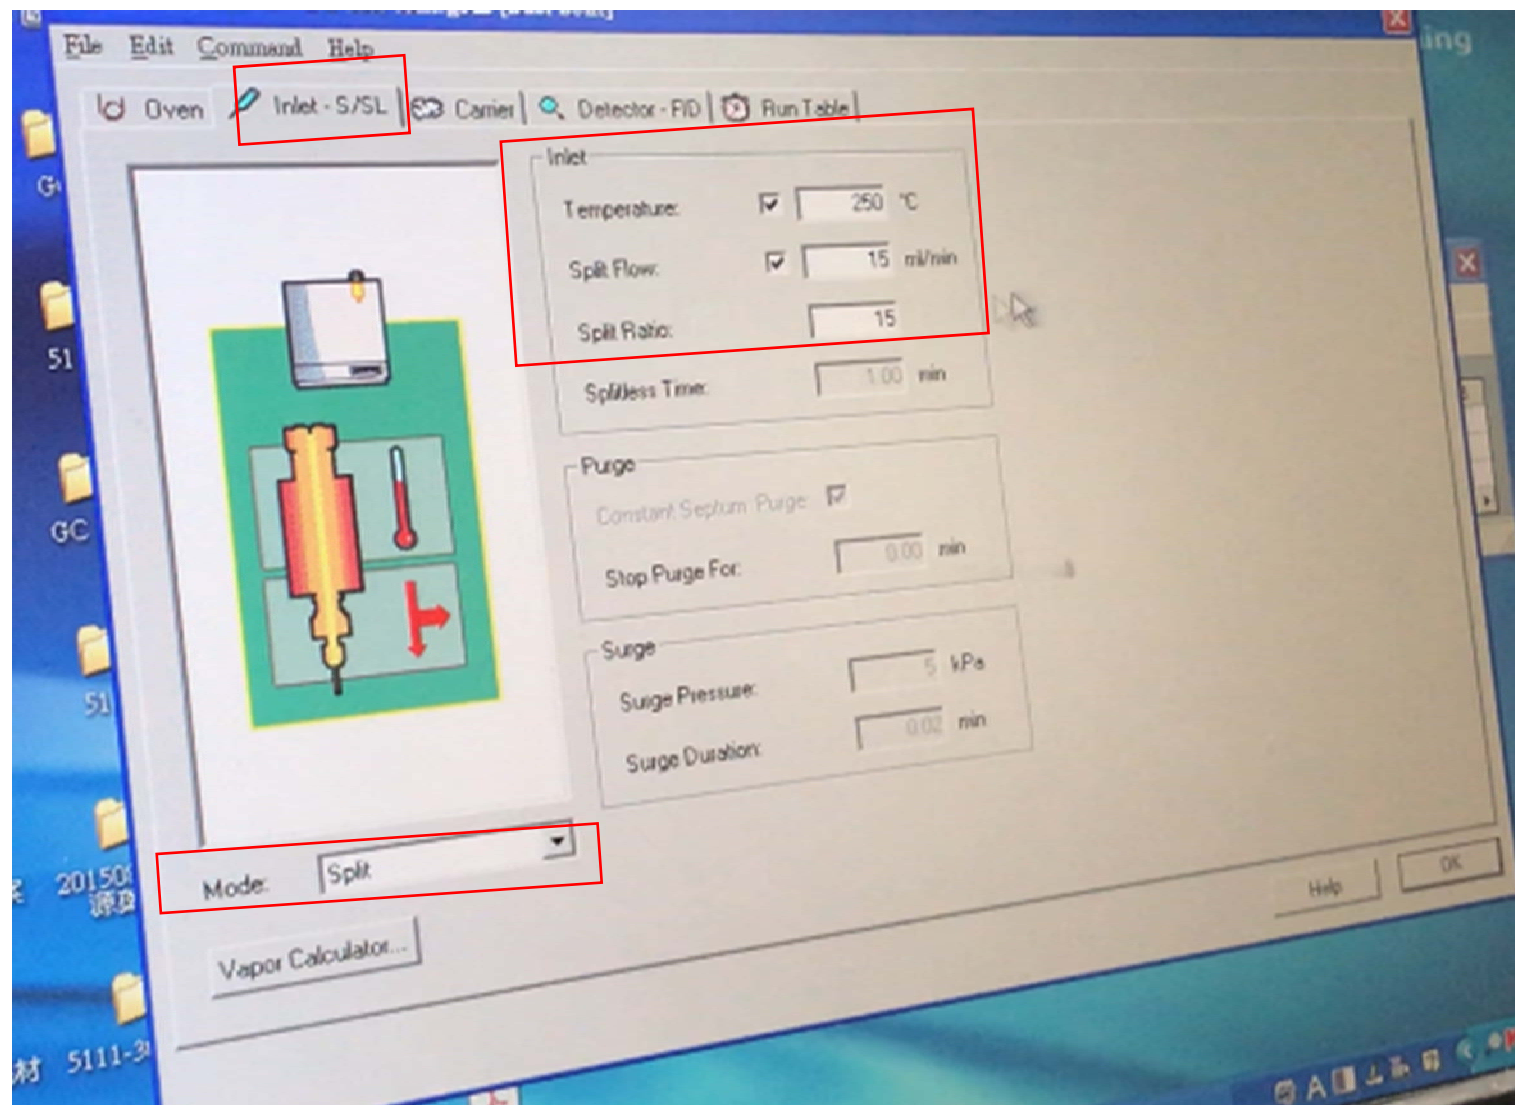 File Edit Command Help
Oven Inlet - S/SL Carrier Detector - FID Run Table
Inlet
Temperature: 250 °C
Split Flow: 15 ml/min
Split Ratio: 15
Splitless Time: 1.00 min
Purge
Constant Septum Purge
Stop Purge For: 0.00 min
Surge
Surge Pressure: 5 kPa
Surge Duration: 0.02 min
Mode: Split
Vapor Calculator...
Help OK
ing
51
GC
51
材 5111-3
A